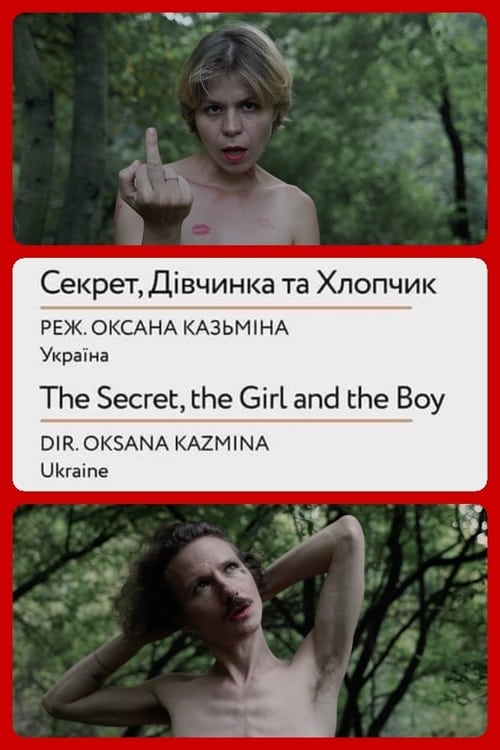 Секрет, Дівчинка та Хлопчик
РЕЖ. ОКСАНА КАЗЬМІНА
Україна
The Secret, the Girl and the Boy
DIR. OKSANA KAZMINA
Ukraine